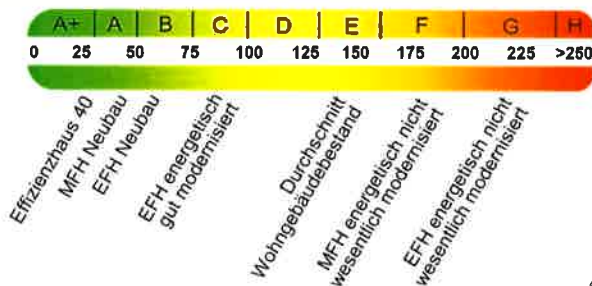 A+ A B C D E F G H
0 25 50 75 100 125 150 175 200 225 >250
Effizienzhaus 40
MFH Neubau
EFH Neubau
EFH energetisch
gut modernisiert
Durchschnitt
Wohngebäudebestand
MFH energetisch nicht
wesentlich modernisiert
EFH energetisch nicht
wesentlich modernisiert